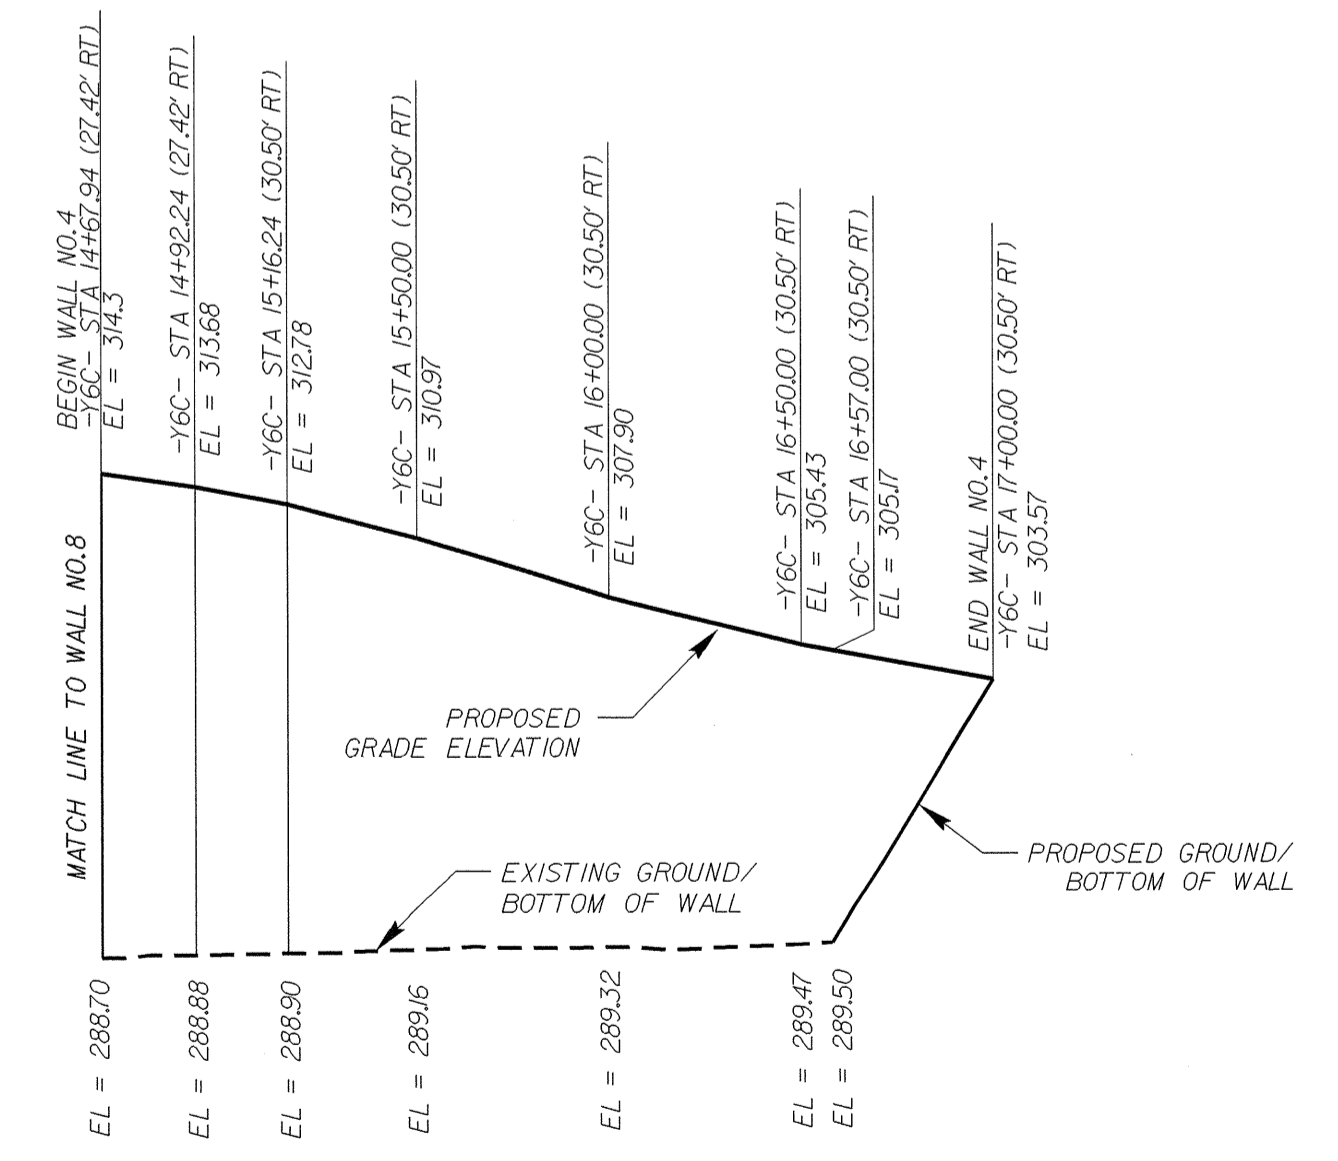 BEGIN WALL NO.4
-Y6C- STA 14+67.94 (27.42' RT)
EL = 314.3
-Y6C- STA 14+92.24 (27.42' RT)
EL = 313.68
-Y6C- STA 15+16.24 (30.50' RT)
EL = 312.78
-Y6C- STA 15+50.00 (30.50' RT)
EL = 310.97
-Y6C- STA 16+00.00 (30.50' RT)
EL = 307.90
-Y6C- STA 16+50.00 (30.50' RT)
EL = 305.43
-Y6C- STA 16+57.00 (30.50' RT)
EL = 305.17
END WALL NO.4
-Y6C- STA 17+00.00 (30.50' RT)
EL = 303.57
MATCH LINE TO WALL NO.8
PROPOSED
GRADE ELEVATION
EXISTING GROUND/
BOTTOM OF WALL
PROPOSED GROUND/
BOTTOM OF WALL
EL = 288.70
EL = 288.88
EL = 288.90
EL = 289.16
EL = 289.32
EL = 289.47
EL = 289.50